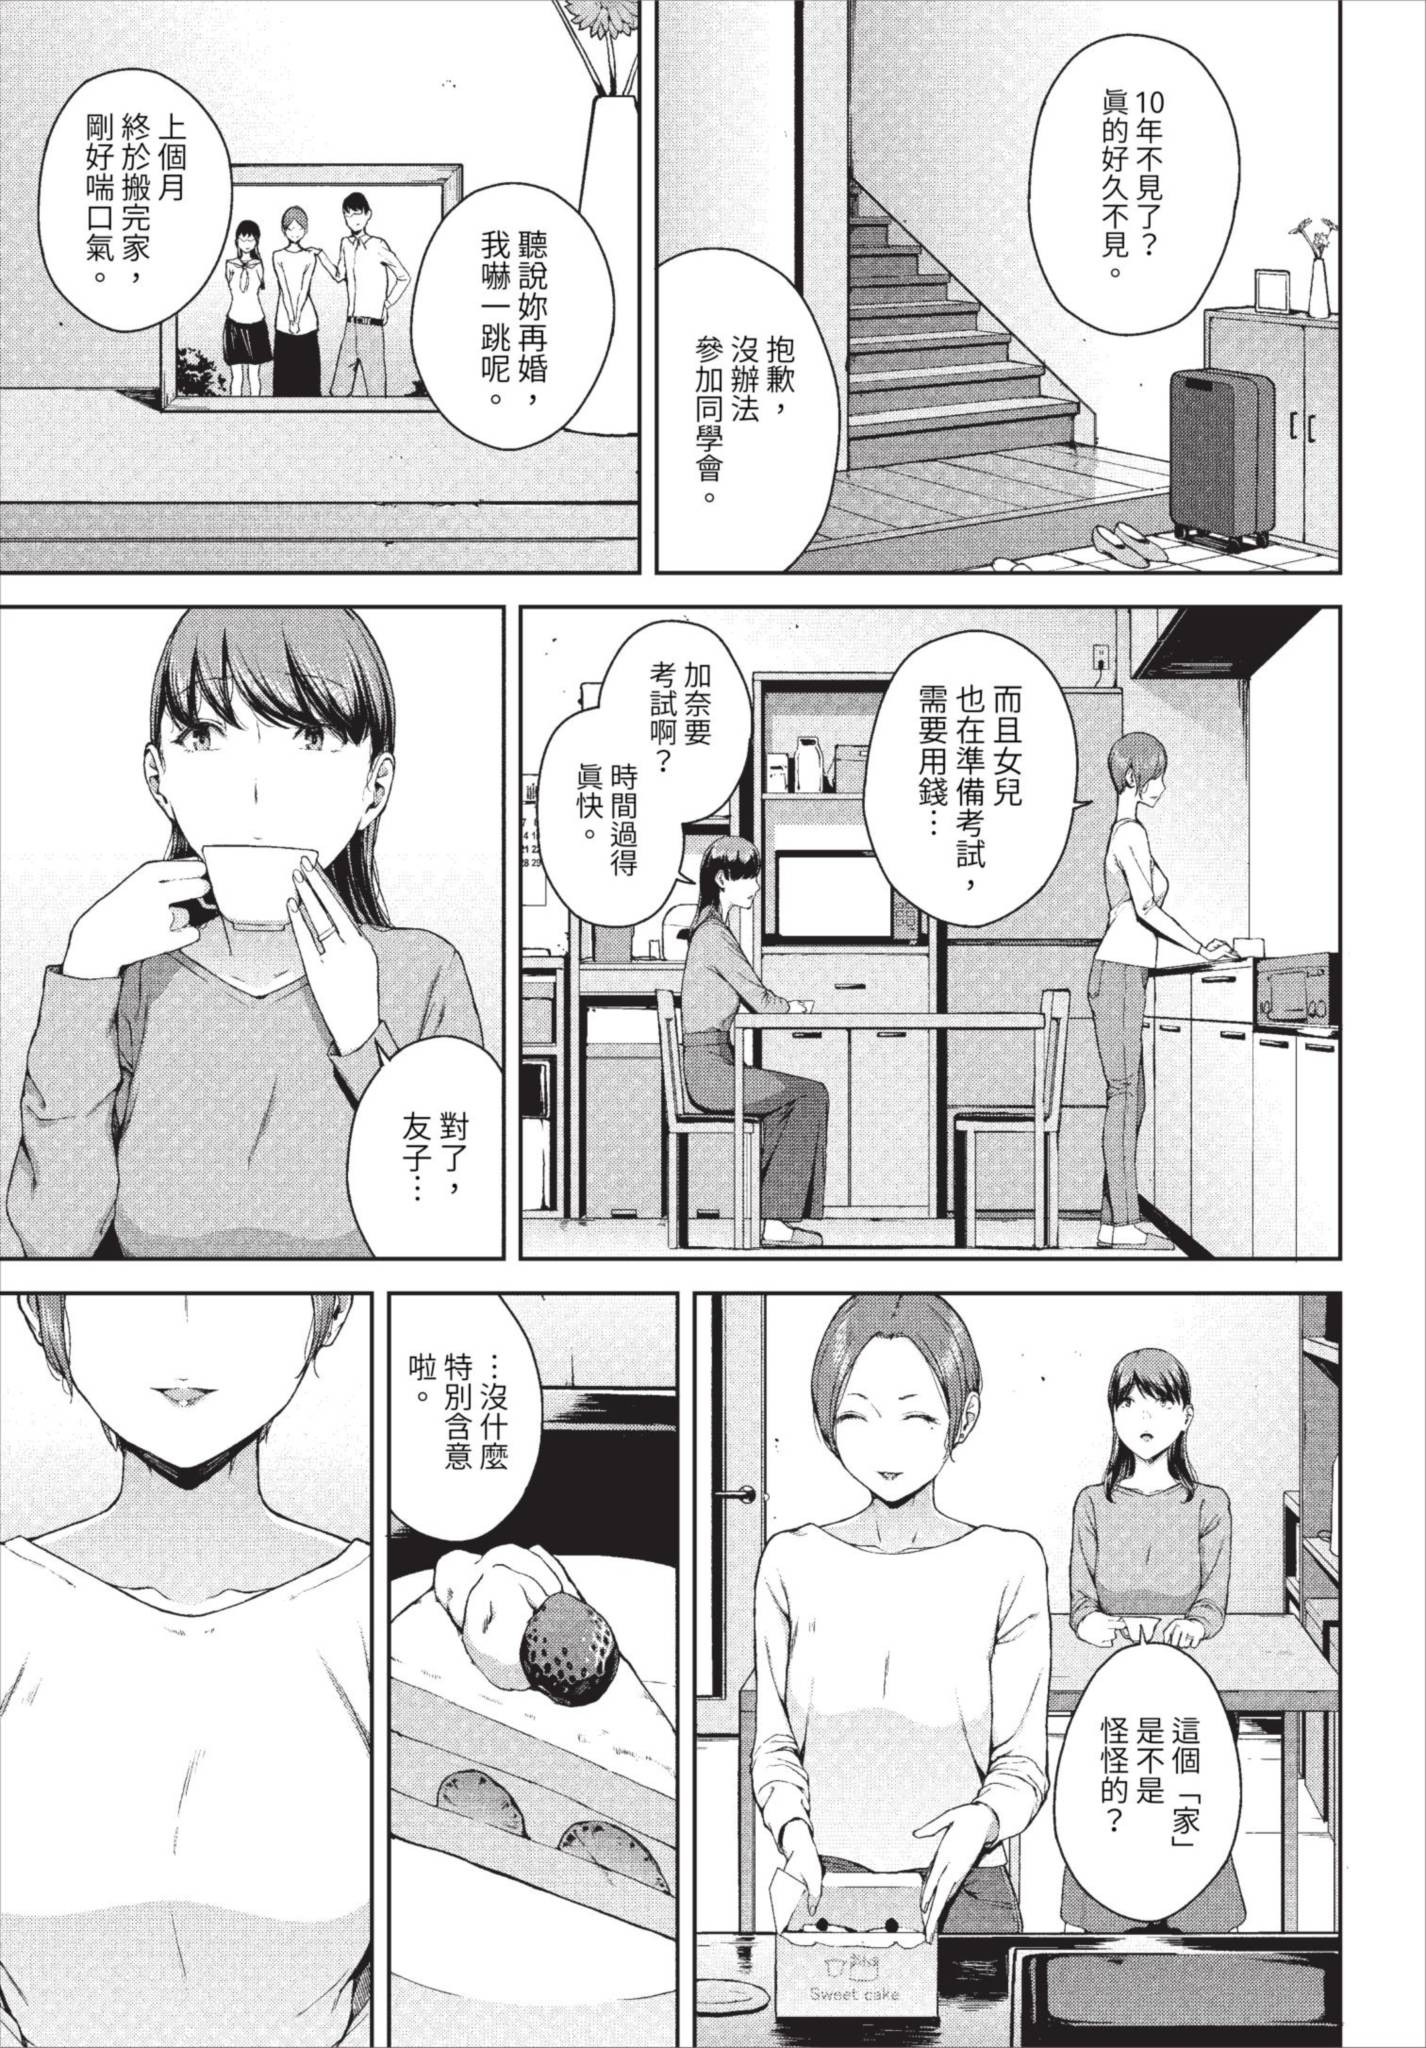 10年不見了？
眞的好久不見。
抱歉，
沒辦法
參加同學會。
聽說妳再婚，
我嚇一跳呢。
上個月
終於搬完家，
剛好喘口氣。
而且女兒
也在準備考試，
需要用錢…
加奈要
考試啊？
時間過得
眞快。
對了，
友子…
這個「家」
是不是
怪怪的？
Sweet cake
…沒什麼
特別含意
啦。